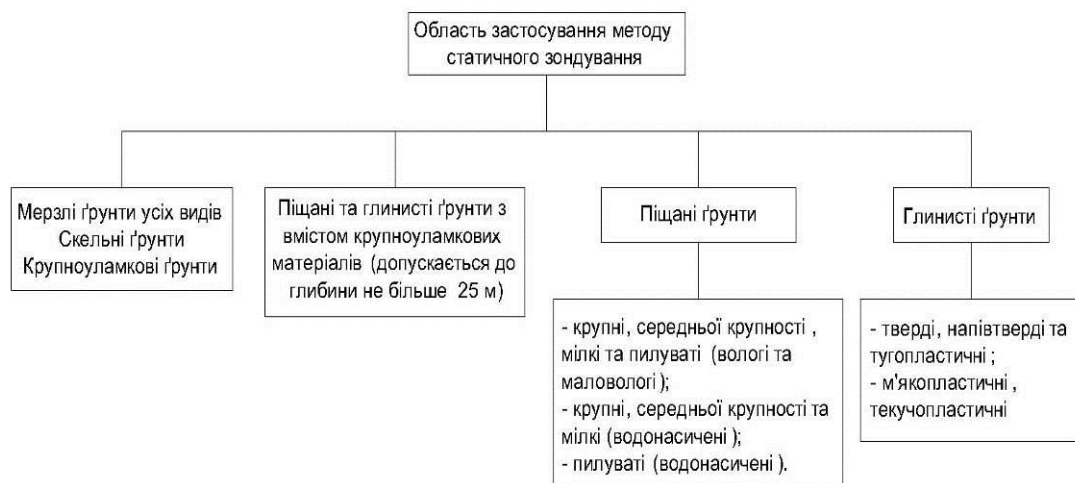 Область застосування методу
статичного зондування
Мерзлі ґрунти усіх видів
Скельні ґрунти
Крупноуламкові ґрунти
Піщані та глинисті ґрунти з
вмістом крупноуламкових
матеріалів (допускається до
глибини не більше 25 м)
Піщані ґрунти
Глинисті ґрунти
- крупні, середньої крупності ,
мілкі та пилуваті (вологі та
маловологі);
- крупні, середньої крупності та
мілкі (водонасичені );
- пилуваті (водонасичені ).
- тверді, напівтверді та
тугопластичні ;
- м'якопластичні ,
текучопластичні